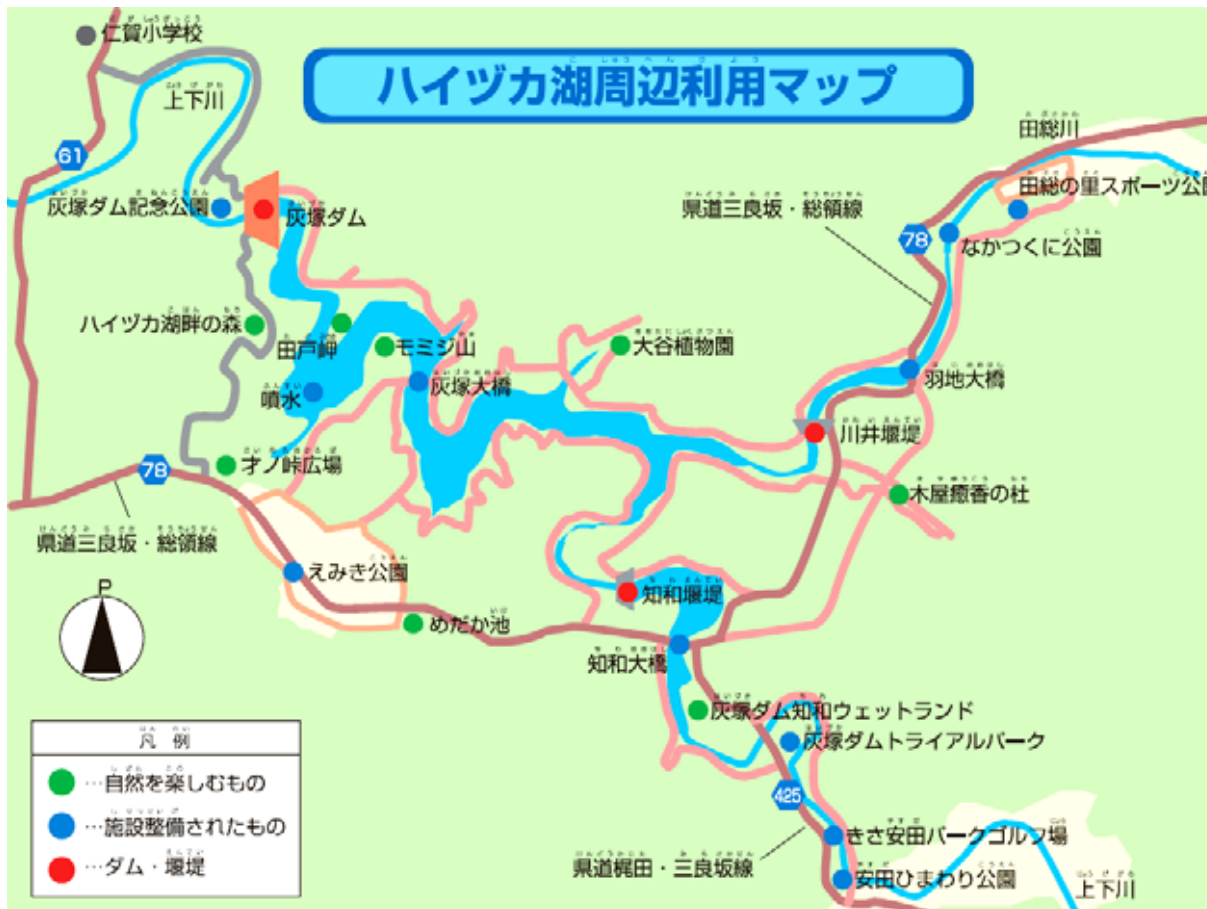 仁賀小学校
ハイヅカ湖周辺利用マップ
上下川
61
田総川
灰塚ダム記念公園
灰塚ダム
県道三良坂・総領線
田総の里スポーツ公園
78
なかつくに公園
ハイヅカ湖畔の森
田戸岬
モミジ山
大谷植物園
噴水
灰塚大橋
羽地大橋
川井堰堤
才ノ峠広場
78
木屋癒香の杜
県道三良坂・総領線
えみき公園
知和堰堤
P
めだか池
知和大橋
灰塚ダム知和ウェットランド
灰塚ダムトライアルパーク
425
きさ安田パークゴルフ場
県道梶田・三良坂線
安田ひまわり公園
上下川
凡例
…自然を楽しむもの
…施設整備されたもの
…ダム・堰堤